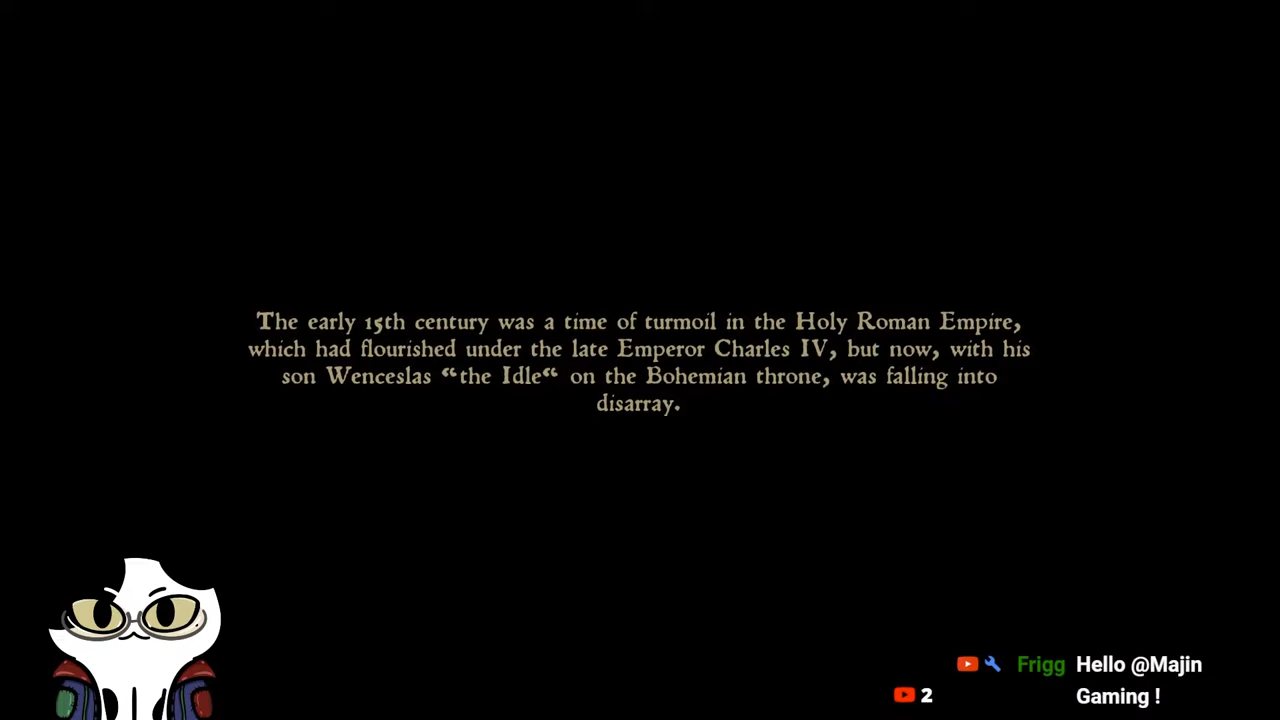 The early 15th century was a time of turmoil in the Holy Roman Empire,
which had flourished under the late Emperor Charles IV, but now, with his
son Wenceslas “the Idle“ on the Bohemian throne, was falling into
disarray.
Frigg Hello @Majin
Gaming !
2